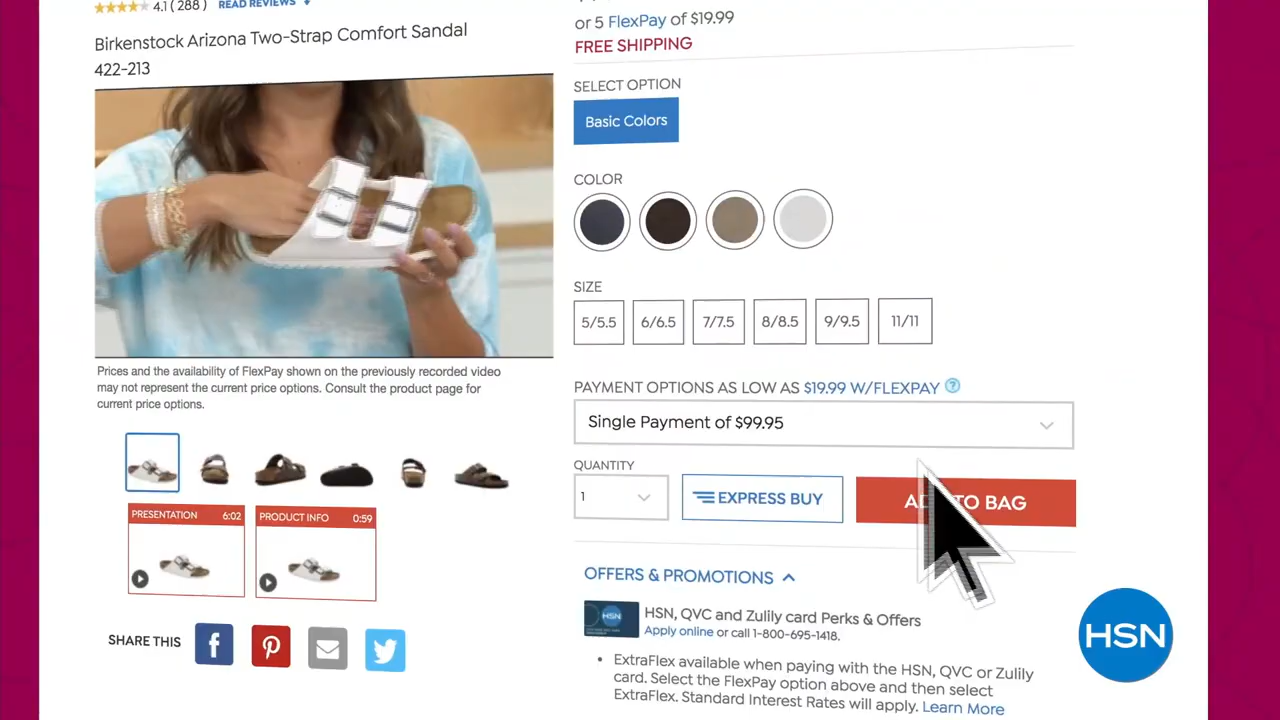 4.1 ( 288 ) READ REVIEWS
Birkenstock Arizona Two-Strap Comfort Sandal
422-213
Prices and the availability of FlexPay shown on the previously recorded video
may not represent the current price options. Consult the product page for
current price options.
PRESENTATION 6:02
PRODUCT INFO 0:59
SHARE THIS
or 5 FlexPay of $19.99
FREE SHIPPING
SELECT OPTION
Basic Colors
COLOR
SIZE
5/5.5 6/6.5 7/7.5 8/8.5 9/9.5 11/11
PAYMENT OPTIONS AS LOW AS $19.99 W/FLEXPAY ?
Single Payment of $99.95
QUANTITY
1
EXPRESS BUY
TO BAG
OFFERS & PROMOTIONS
HSN
HSN, QVC and Zulily card Perks & Offers
Apply online or call 1-800-695-1418.
• ExtraFlex available when paying with the HSN, QVC or Zulily
card. Select the FlexPay option above and then select
ExtraFlex. Standard Interest Rates will apply. Learn More
HSN